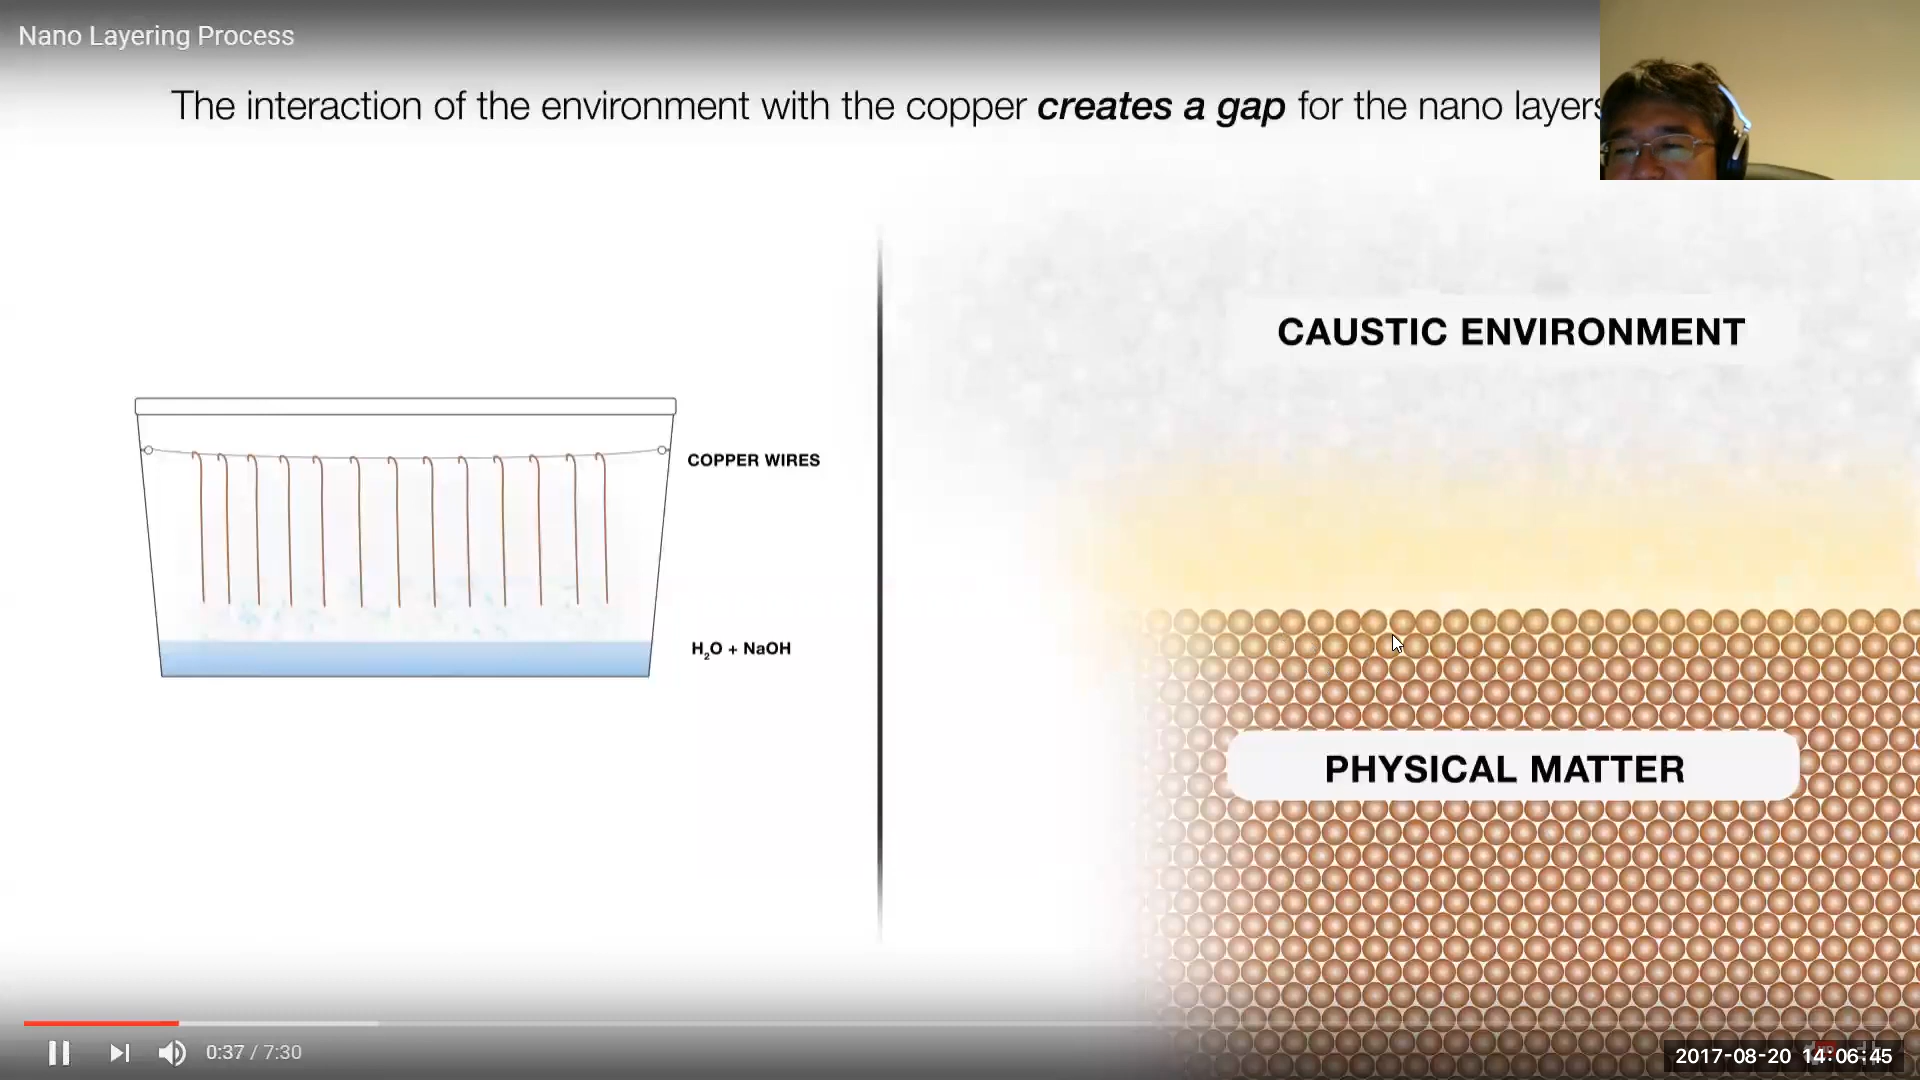 Nano Layering Process
The interaction of the environment with the copper creates a gap for the nano layers
CAUSTIC ENVIRONMENT
COPPER WIRES
H₂O + NaOH
PHYSICAL MATTER
0:37 / 7:30
2017-08-20 14:06:45